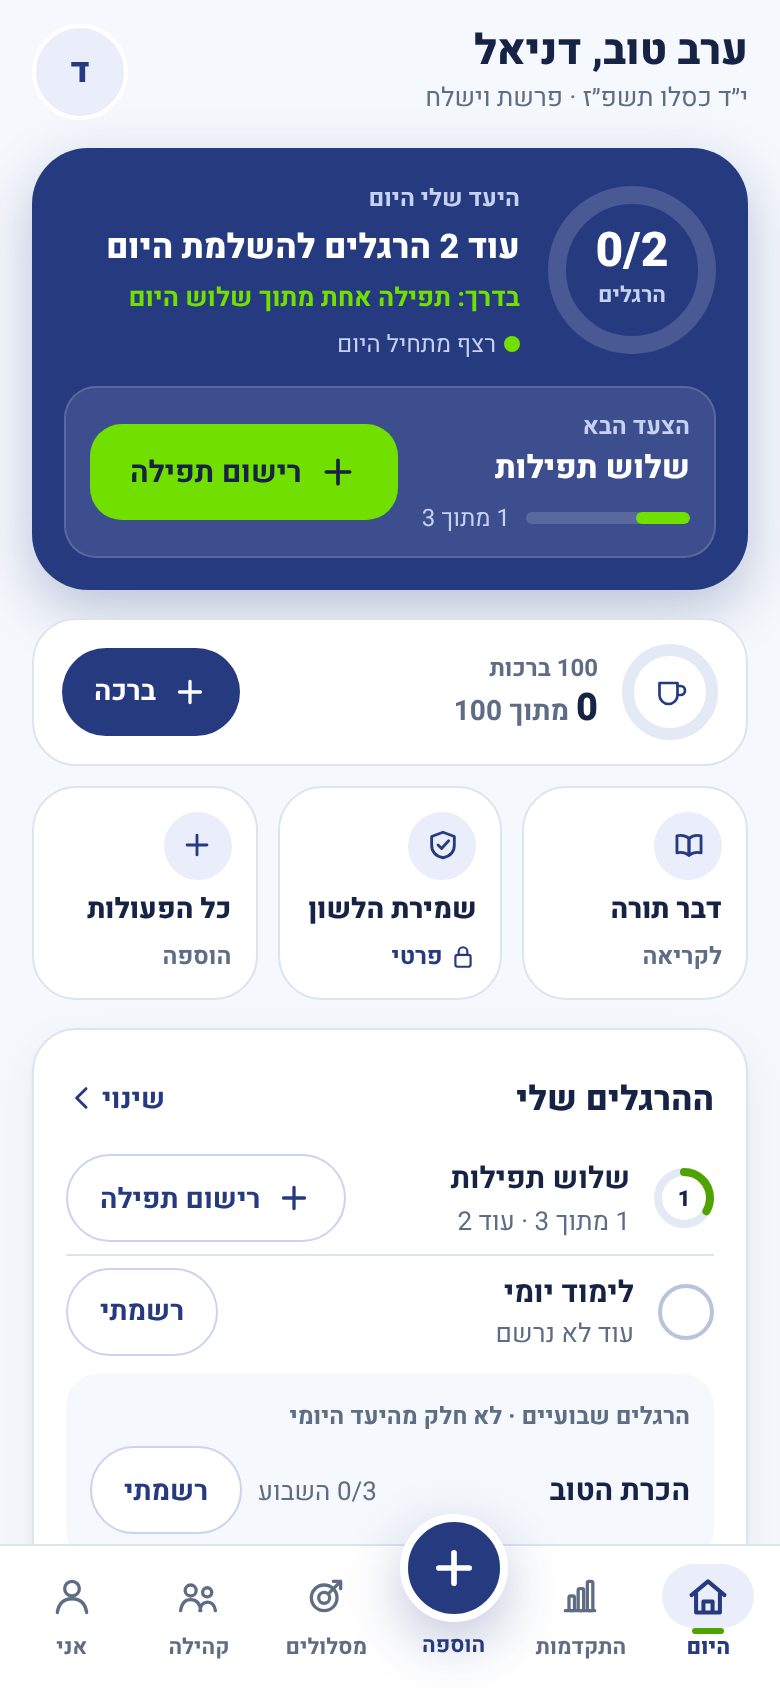 ערב טוב, דניאל
י״ד כסלו תשפ״ז · פרשת וישלח
ד
היעד שלי היום
עוד 2 הרגלים להשלמת היום
בדרך: תפילה אחת מתוך שלוש היום
רצף מתחיל היום
0/2
הרגלים
הצעד הבא
שלוש תפילות
1 מתוך 3
רישום תפילה
100 ברכות
0 מתוך 100
ברכה
דבר תורה
לקריאה
שמירת הלשון
פרטי
כל הפעולות
הוספה
ההרגלים שלי
שינוי
1
שלוש תפילות
1 מתוך 3 · עוד 2
רישום תפילה
לימוד יומי
עוד לא נרשם
רשמתי
הרגלים שבועיים · לא חלק מהיעד היומי
הכרת הטוב
0/3 השבוע
רשמתי
היום
התקדמות
הוספה
מסלולים
קהילה
אני